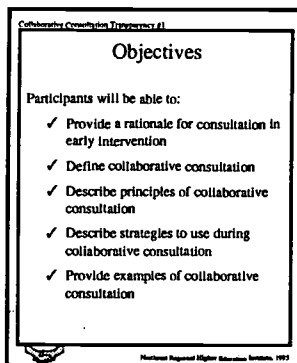 Collaborative Consultation Transparency #1
Objectives
Participants will be able to:
✓ Provide a rationale for consultation in
early intervention
✓ Define collaborative consultation
✓ Describe principles of collaborative
consultation
✓ Describe strategies to use during
collaborative consultation
✓ Provide examples of collaborative
consultation
Northeast Regional Higher Education Institute, 1993